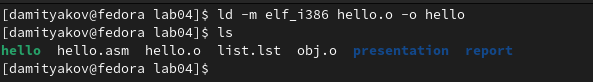 [damityakov@fedora lab04]$ ld -m elf_i386 hello.o -o hello
[damityakov@fedora lab04]$ ls
hello  hello.asm  hello.o  list.lst  obj.o  presentation  report
[damityakov@fedora lab04]$